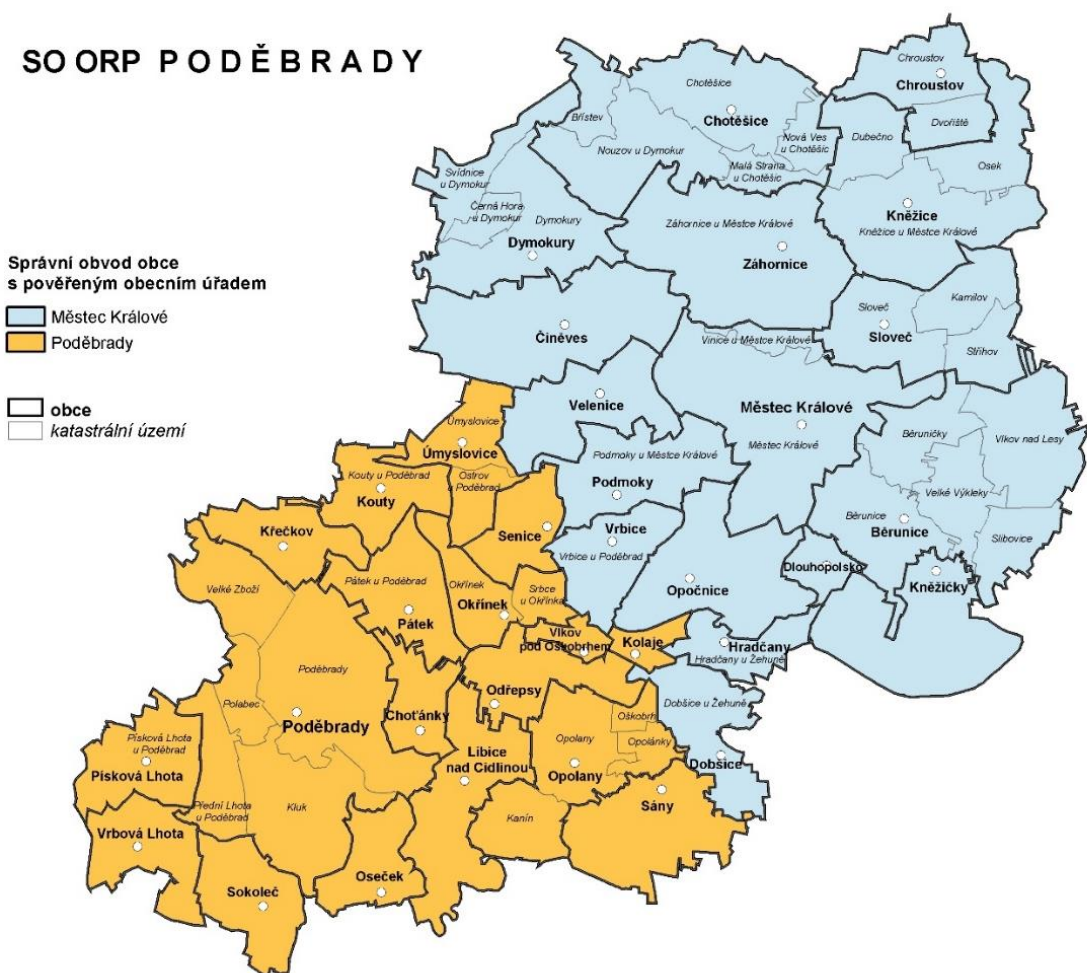 SO ORP PODĚBRADY
Správní obvod obce
s pověřeným obecním úřadem
Městec Králové
Poděbrady
obce
katastrální území
Chroustov
Chroustov
Dvořiště
Chotěšice
Chotěšice
Brístev
Nouzov u Dymokur
Nová Ves
u Chotěšic
Malá Strana
u Chotěšic
Dubečno
Osek
Kněžice
Kněžice u Městce Králové
Svídnice
u Dymokur
Černá Hora
u Dymokur
Dymokury
Dymokury
Záhornice u Městce Králové
Záhornice
Činěves
Vinice u Městce Králové
Sloveč
Sloveč
Kamilov
Střihov
Velenice
Městec Králové
Městec Králové
Běruničky
Vlkov nad Lesy
Velké Výkleky
Běrunice
Běrunice
Slibovice
Úmyslovice
Úmyslovice
Ostrov
u Poděbrad
Kouty u Poděbrad
Kouty
Podmoky u Městce Králové
Podmoky
Senice
Vrbice
Vrbice u Poděbrad
Křečkov
Opočnice
Dlouhopolsko
Kněžičky
Velké Zboží
Pátek u Poděbrad
Pátek
Okřínek
Okřínek
Srbce
u Okřínka
Vlkov
pod Oskobrhem
Kolaje
Hradčany
Hradčany u Žehuně
Poděbrady
Poděbrady
Polabec
Choťánky
Odřepsy
Dobšice u Žehuně
Dobšice
Oškobrh
Opolany
Opolánky
Opolany
Libice
nad Cidlinou
Sány
Kanín
Písková Lhota
u Poděbrad
Písková Lhota
Přední Lhota
u Poděbrad
Kluk
Vrbová Lhota
Sokoleč
Oseček